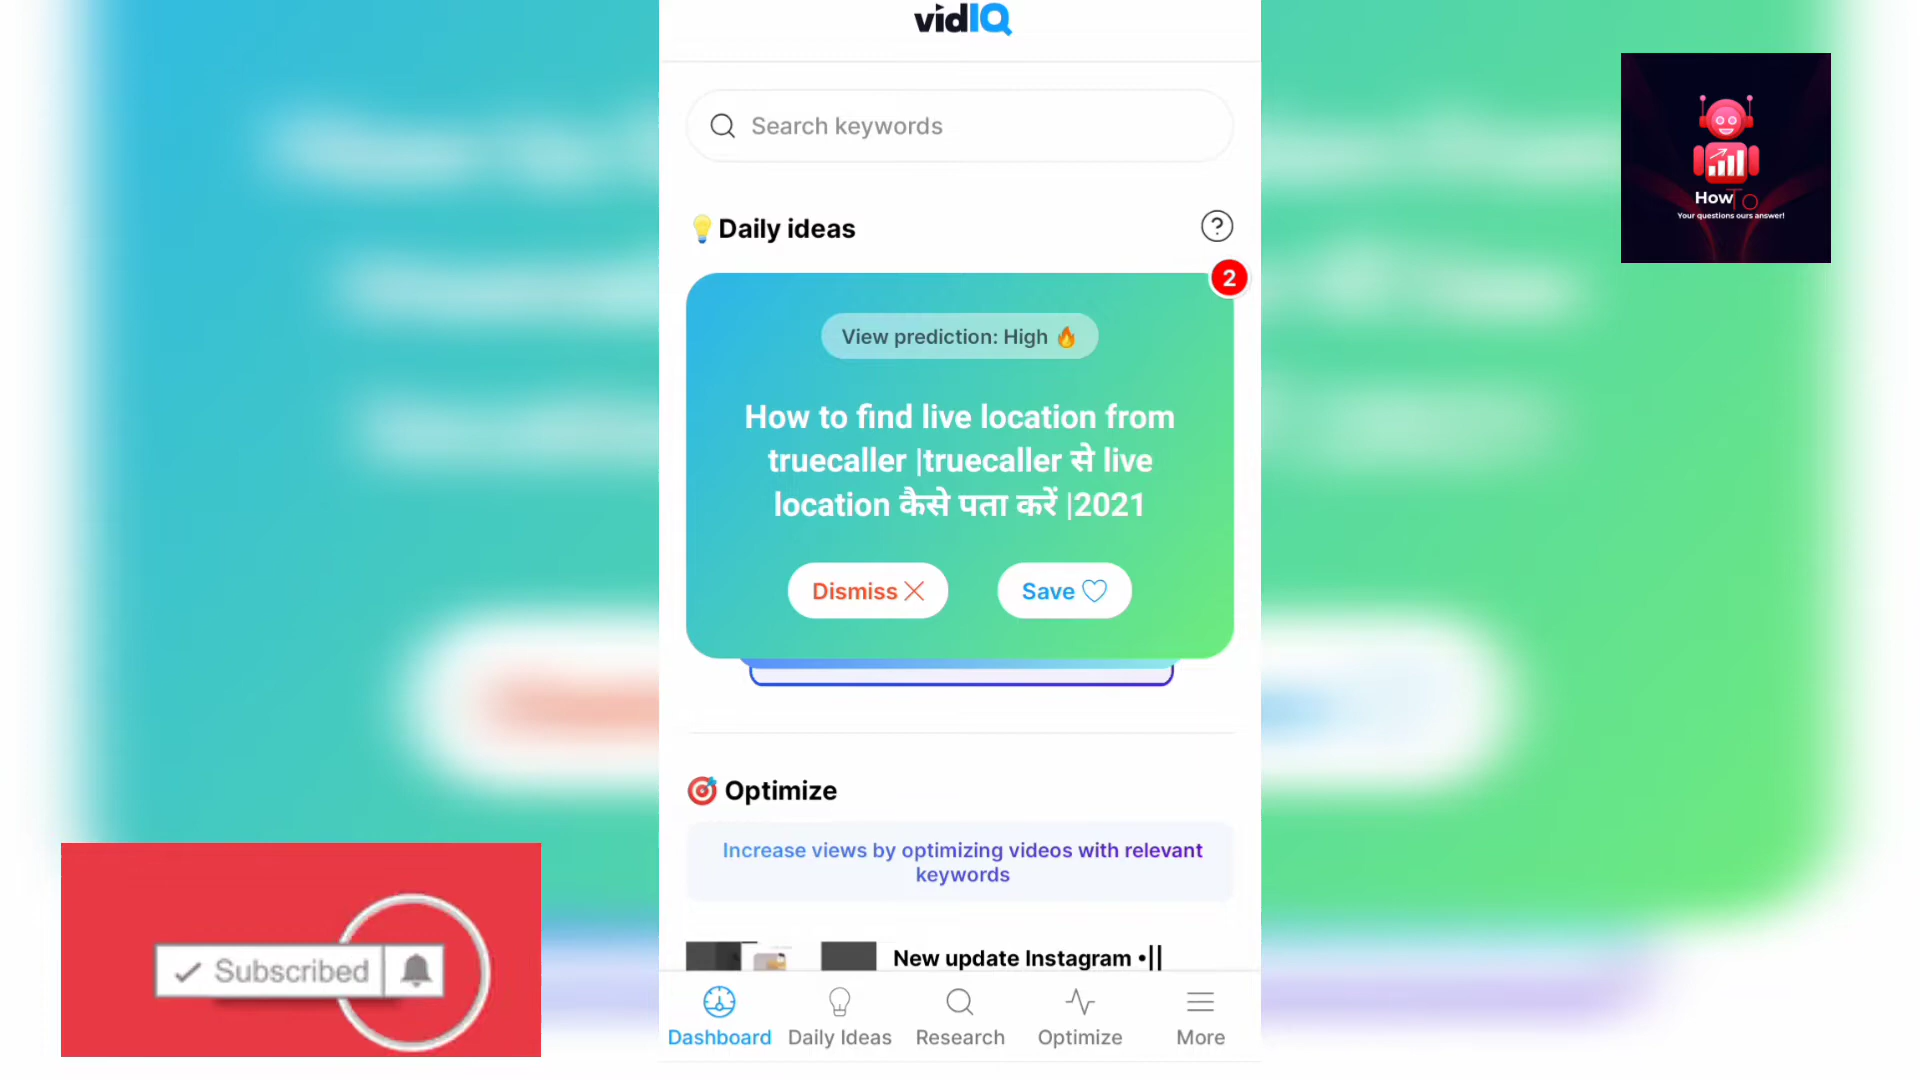 vidIQ
Search keywords
How TO
Your questions ours answer!
💡Daily ideas
?
2
View prediction: High 🔥
How to find live location from
truecaller |truecaller से live
location कैसे पता करें |2021
Dismiss
Save
🎯 Optimize
Increase views by optimizing videos with relevant
keywords
New update Instagram •||
Subscribed
Dashboard
Daily Ideas
Research
Optimize
More